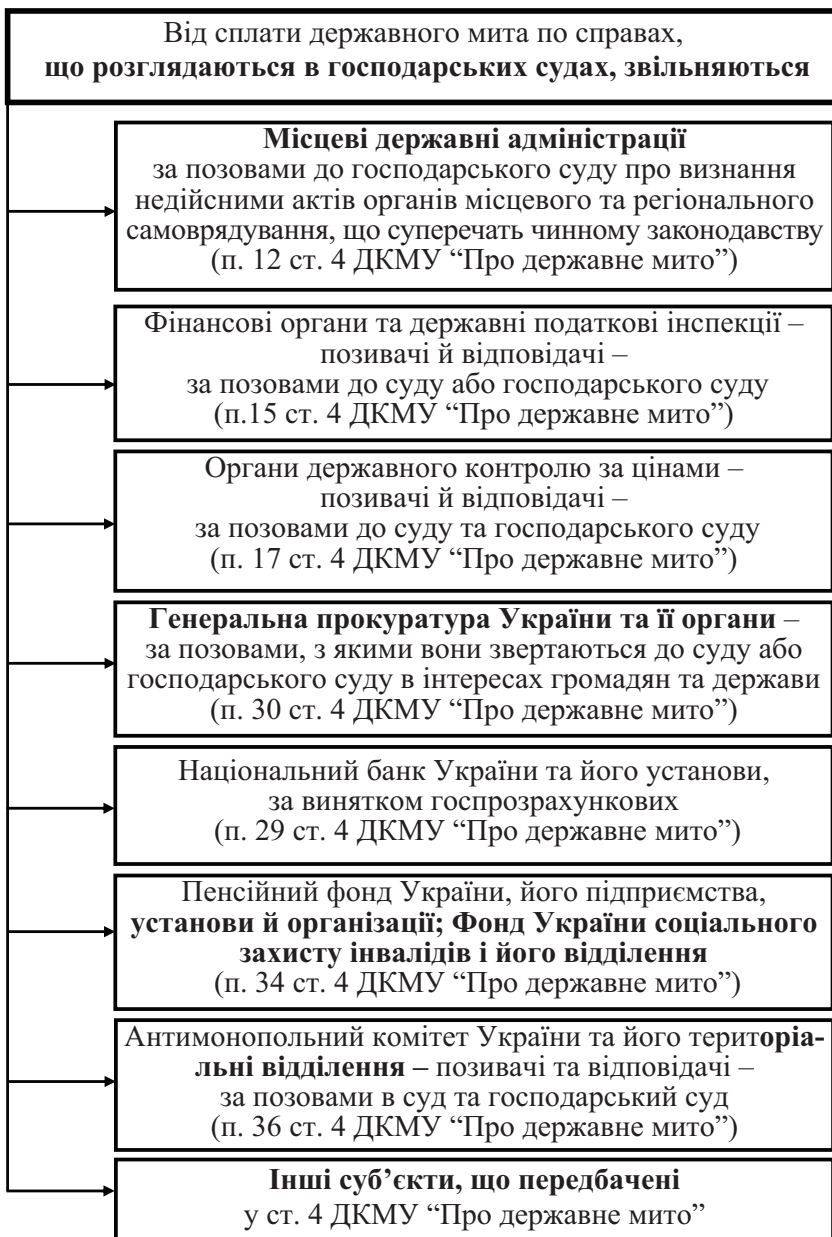 Від сплати державного мита по справах,
що розглядаються в господарських судах, звільняються
Місцеві державні адміністрації
за позовами до господарського суду про визнання
недійсними актів органів місцевого та регіонального
самоврядування, що суперечать чинному законодавству
(п. 12 ст. 4 ДКМУ “Про державне мито”)
Фінансові органи та державні податкові інспекції –
позивачі й відповідачі –
за позовами до суду або господарського суду
(п.15 ст. 4 ДКМУ “Про державне мито”)
Органи державного контролю за цінами –
позивачі й відповідачі –
за позовами до суду та господарського суду
(п. 17 ст. 4 ДКМУ “Про державне мито”)
Генеральна прокуратура України та її органи –
за позовами, з якими вони звертаються до суду або
господарського суду в інтересах громадян та держави
(п. 30 ст. 4 ДКМУ “Про державне мито”)
Національний банк України та його установи,
за винятком госпрозрахункових
(п. 29 ст. 4 ДКМУ “Про державне мито”)
Пенсійний фонд України, його підприємства,
установи й організації; Фонд України соціального
захисту інвалідів і його відділення
(п. 34 ст. 4 ДКМУ “Про державне мито”)
Антимонопольний комітет України та його територіа-
льні відділення – позивачі та відповідачі –
за позовами в суд та господарський суд
(п. 36 ст. 4 ДКМУ “Про державне мито”)
Інші суб’єкти, що передбачені
у ст. 4 ДКМУ “Про державне мито”